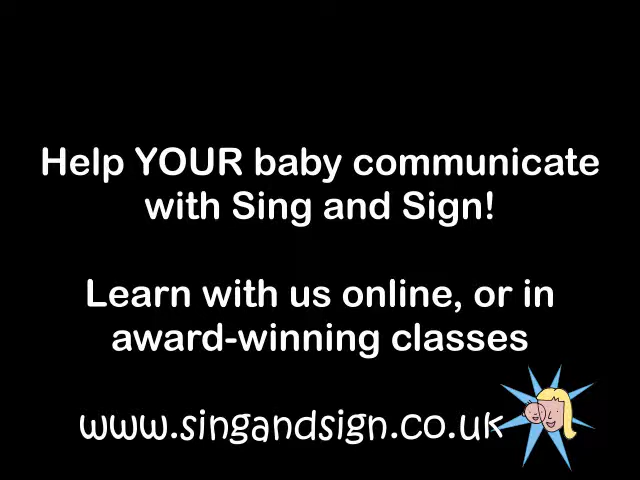 Help YOUR baby communicate
with Sing and Sign!
Learn with us online, or in
award-winning classes
www.singandsign.co.uk